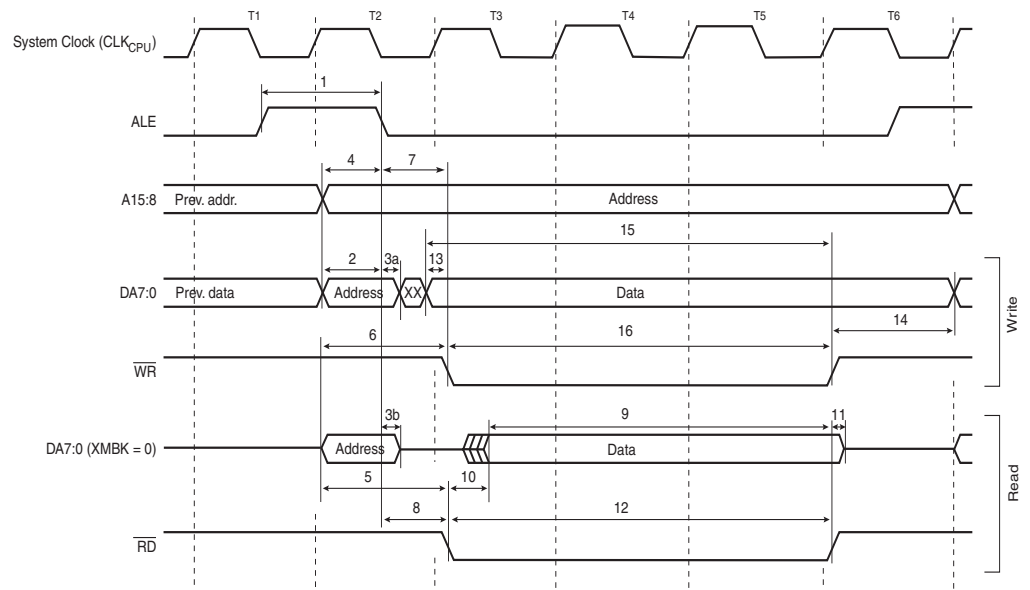 T1 T2 T3 T4 T5 T6
System Clock (CLKCPU)
1
ALE
4 7
A15:8 Prev. addr. Address
15
2 3a 13
DA7:0 Prev. data Address XX Data
14
6 16
WR
Write
3b 9 11
DA7:0 (XMBK = 0) Address Data
5 10
8 12
RD
Read